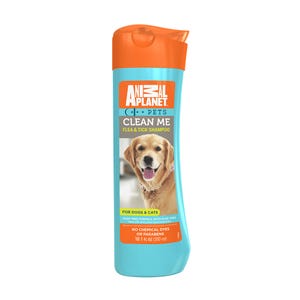 ANIMAL
PLANET
PETS
CLEAN ME
FLEA & TICK SHAMPOO
FOR DOGS & CATS
NO CHEMICAL DYES
OR PARABENS